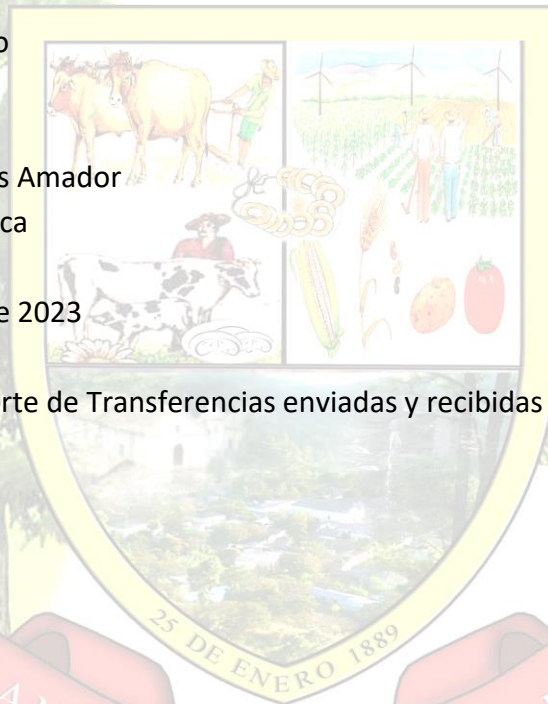 o
s Amador
ca
e 2023
rte de Transferencias enviadas y recibidas
25 DE ENERO 1889